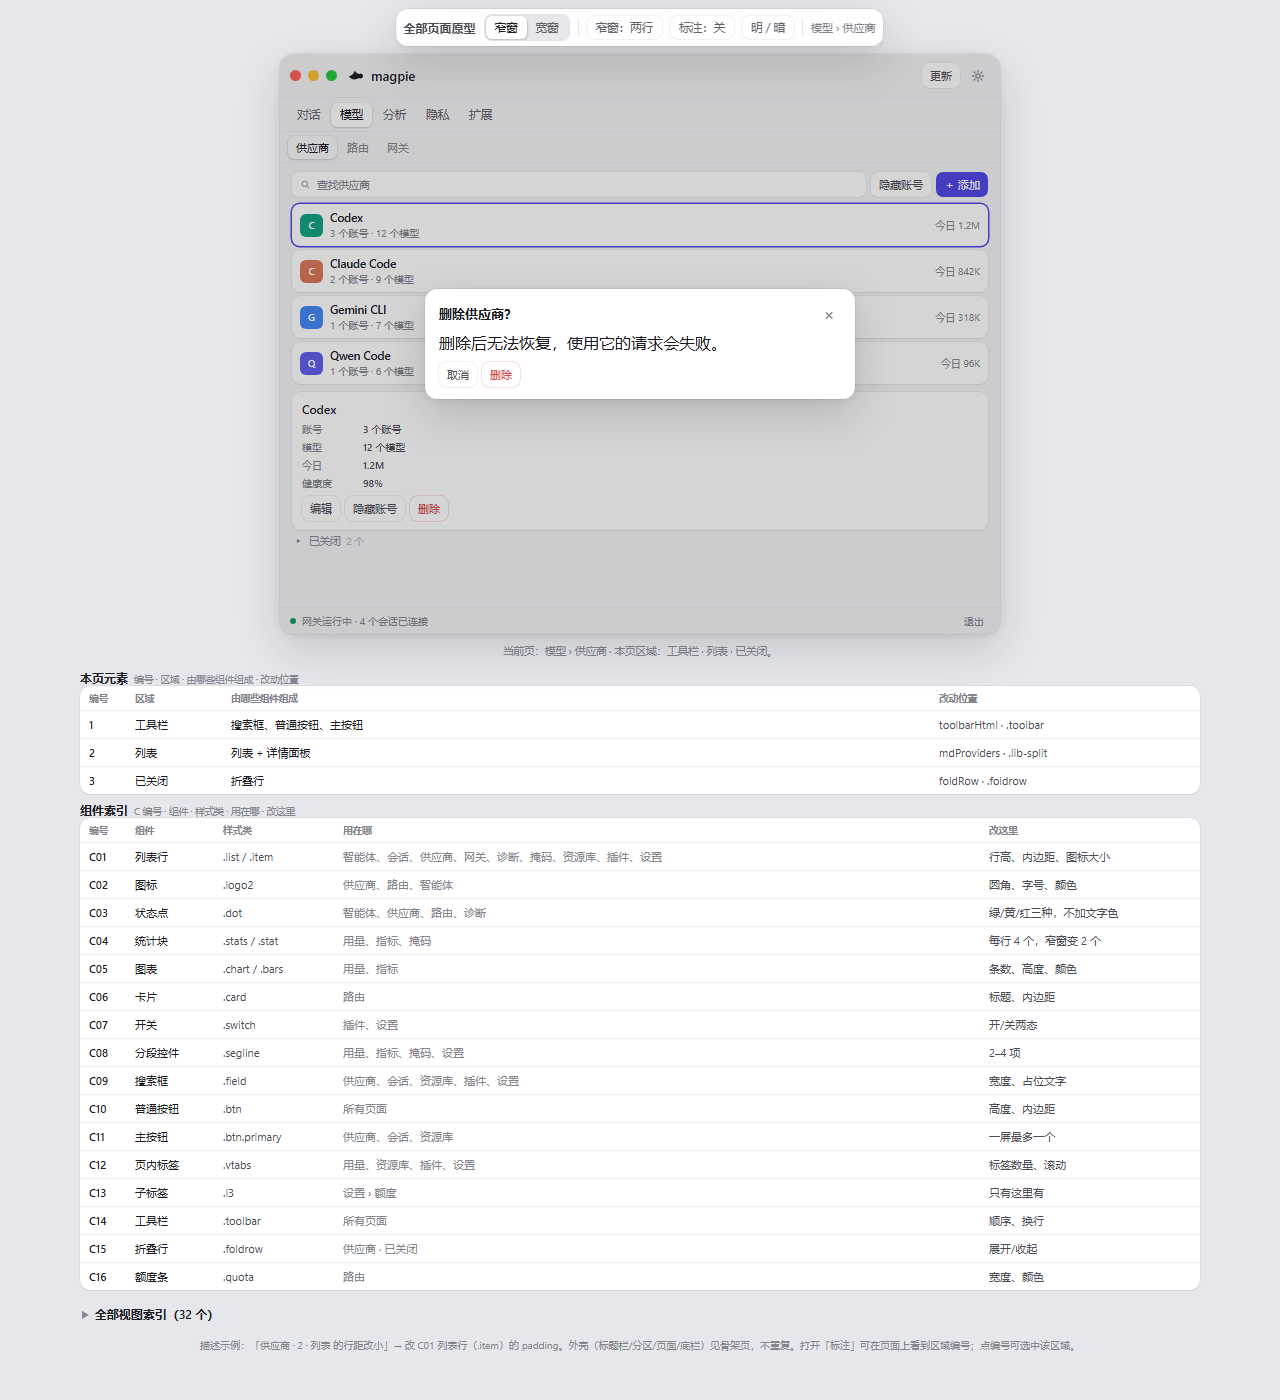 全部页面原型 窄窗 宽窗 窄窗：两行 标注：关 明 / 暗 模型 › 供应商
magpie 更新
对话 模型 分析 隐私 扩展
供应商 路由 网关
查找供应商 隐藏账号 + 添加
C Codex 今日 1.2M
3 个账号 · 12 个模型
C Claude Code 今日 842K
2 个账号 · 9 个模型
G Gemini CLI 今日 318K
1 个账号 · 7 个模型
Q Qwen Code 今日 96K
1 个账号 · 6 个模型
删除供应商？ ×
删除后无法恢复，使用它的请求会失败。
取消 删除
Codex
账号 3 个账号
模型 12 个模型
今日 1.2M
健康度 98%
编辑 隐藏账号 删除
▸ 已关闭 2 个
网关运行中 · 4 个会话已连接 退出
当前页：模型 › 供应商 · 本页区域：工具栏 · 列表 · 已关闭。
本页元素 编号 · 区域 · 由哪些组件组成 · 改动位置
编号 区域 由哪些组件组成 改动位置
1 工具栏 搜索框、普通按钮、主按钮 toolbarHtml · .toolbar
2 列表 列表 + 详情面板 mdProviders · .lib-split
3 已关闭 折叠行 foldRow · .foldrow
组件索引 C 编号 · 组件 · 样式类 · 用在哪 · 改这里
编号 组件 样式类 用在哪 改这里
C01 列表行 .list / .item 智能体、会话、供应商、网关、诊断、掩码、资源库、插件、设置 行高、内边距、图标大小
C02 图标 .logo2 供应商、路由、智能体 圆角、字号、颜色
C03 状态点 .dot 智能体、供应商、路由、诊断 绿/黄/红三种，不加文字色
C04 统计块 .stats / .stat 用量、指标、掩码 每行 4 个，窄窗变 2 个
C05 图表 .chart / .bars 用量、指标 条数、高度、颜色
C06 卡片 .card 路由 标题、内边距
C07 开关 .switch 插件、设置 开/关两态
C08 分段控件 .segline 用量、指标、掩码、设置 2–4 项
C09 搜索框 .field 供应商、会话、资源库、插件、设置 宽度、占位文字
C10 普通按钮 .btn 所有页面 高度、内边距
C11 主按钮 .btn.primary 供应商、会话、资源库 一屏最多一个
C12 页内标签 .vtabs 用量、资源库、插件、设置 标签数量、滚动
C13 子标签 .l3 设置 › 额度 只有这里有
C14 工具栏 .toolbar 所有页面 顺序、换行
C15 折叠行 .foldrow 供应商 · 已关闭 展开/收起
C16 额度条 .quota 路由 宽度、颜色
▶ 全部视图索引（32 个）
描述示例：「供应商 · 2 · 列表 的行距改小」→ 改 C01 列表行（.item）的 padding。外壳（标题栏/分区/页面/底栏）见骨架页，不重复。打开「标注」可在页面上看到区域编号；点编号可选中该区域。